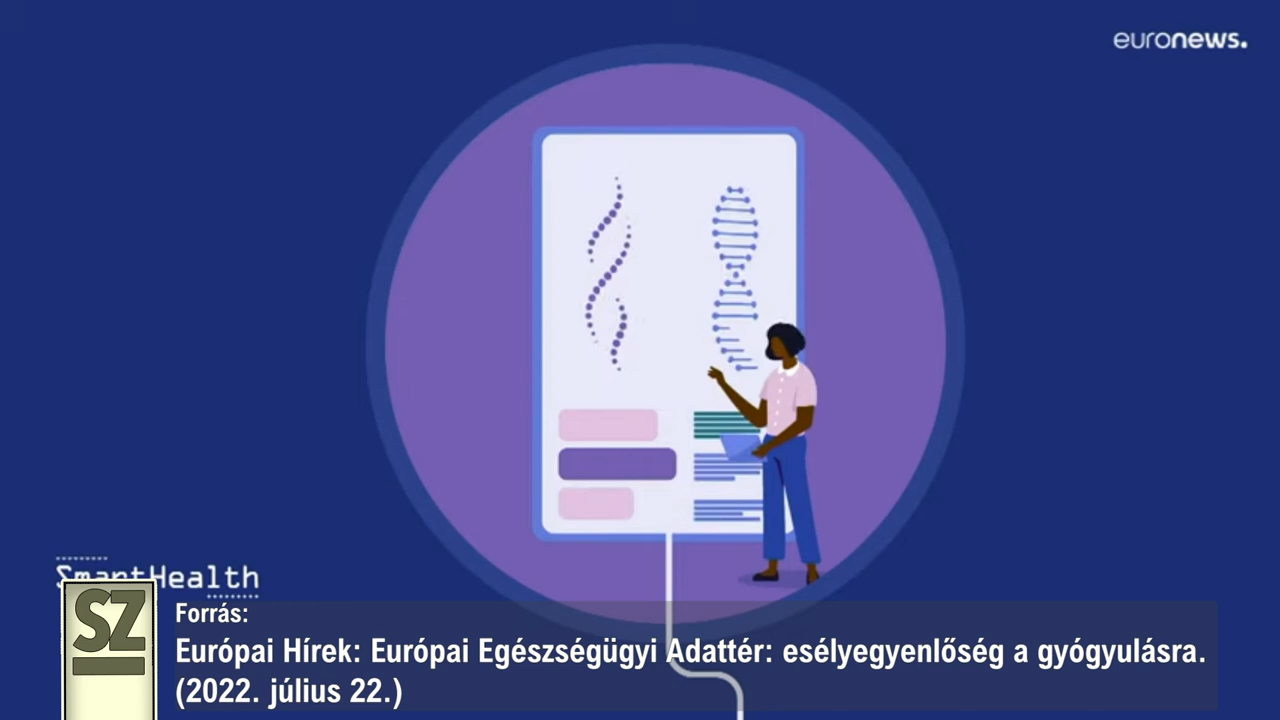 euronews.
SmartHealth
SZ
Forrás:
Európai Hírek: Európai Egészségügyi Adattér: esélyegyenlőség a gyógyulásra.
(2022. július 22.)